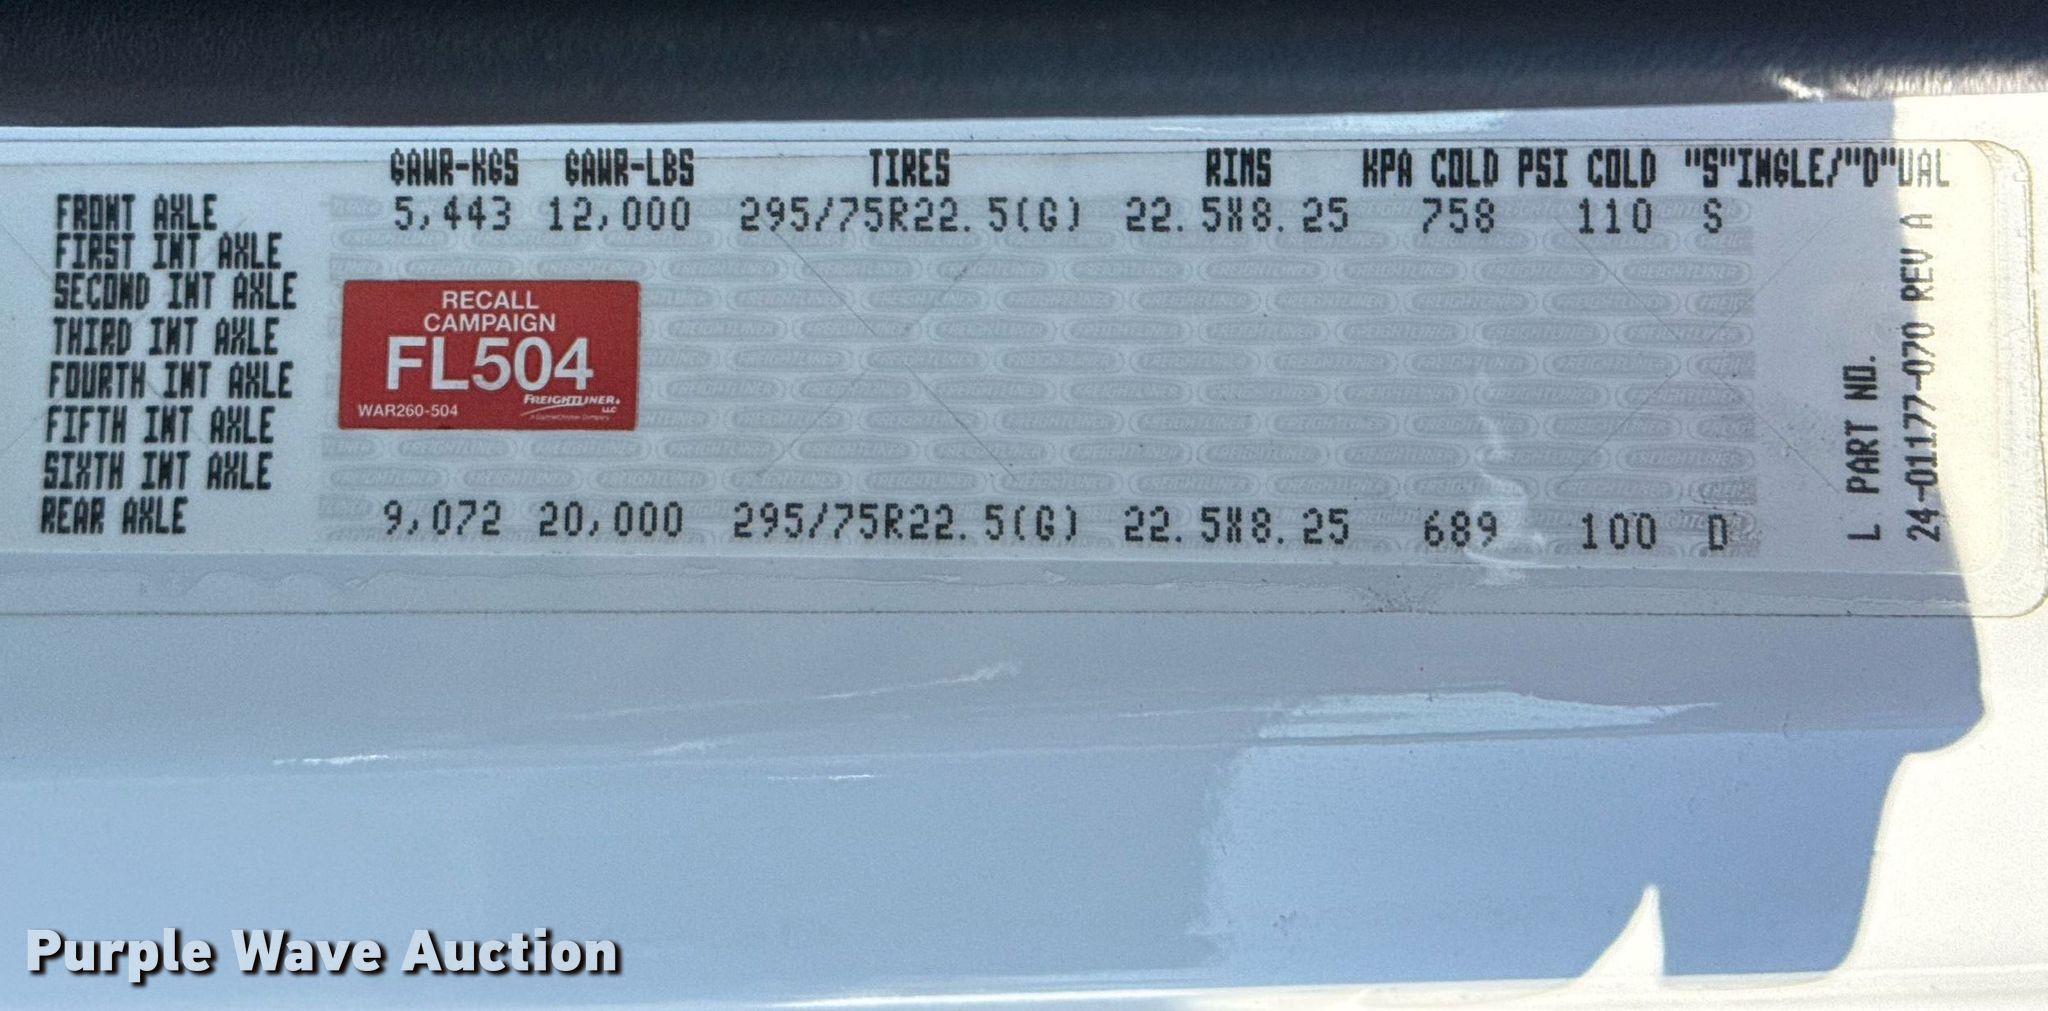 GAWR-KGS GAWR-LBS TIRES RIMS KPA COLD PSI COLD "S"INGLE/"D"UAL
FRONT AXLE 5,443 12,000 295/75R22.5(G) 22.5X8.25 758 110 S
FIRST INT AXLE
SECOND INT AXLE
THIRD INT AXLE
FOURTH INT AXLE
FIFTH INT AXLE
SIXTH INT AXLE
REAR AXLE 9,072 20,000 295/75R22.5(G) 22.5X8.25 689 100 D
RECALL
CAMPAIGN
FL504
WAR260-504
FREIGHTLINER
LLC
L PART NO.
24-01177-070 REV A
Purple Wave Auction